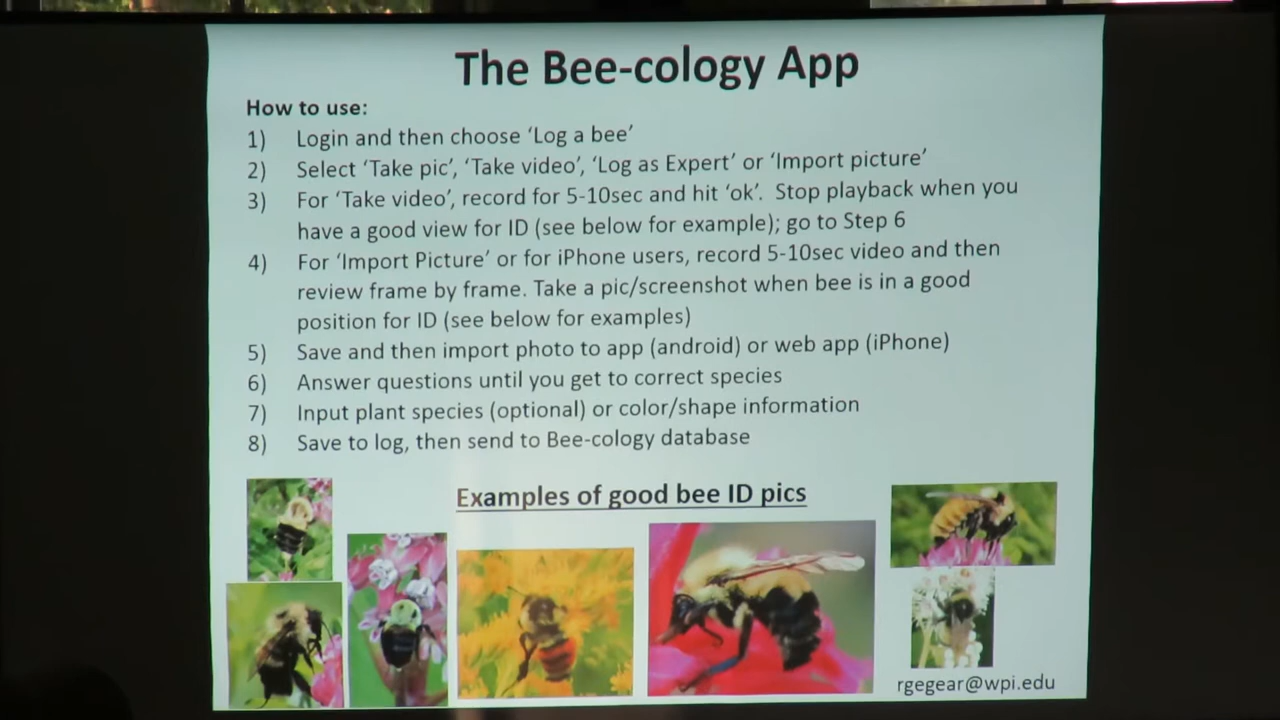 The Bee-cology App
How to use:
1) Login and then choose ‘Log a bee’
2) Select ‘Take pic’, ‘Take video’, ‘Log as Expert’ or ‘Import picture’
3) For ‘Take video’, record for 5-10sec and hit ‘ok’. Stop playback when you
have a good view for ID (see below for example); go to Step 6
4) For ‘Import Picture’ or for iPhone users, record 5-10sec video and then
review frame by frame. Take a pic/screenshot when bee is in a good
position for ID (see below for examples)
5) Save and then import photo to app (android) or web app (iPhone)
6) Answer questions until you get to correct species
7) Input plant species (optional) or color/shape information
8) Save to log, then send to Bee-cology database
Examples of good bee ID pics
rgegear@wpi.edu